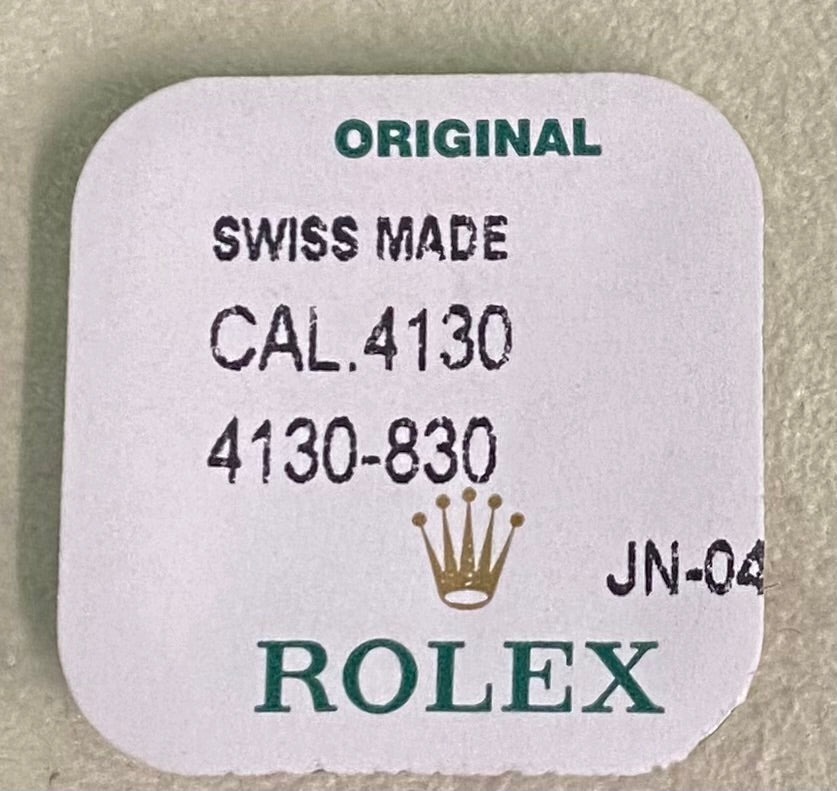 ORIGINAL
SWISS MADE
CAL.4130
4130-830
JN-04
ROLEX